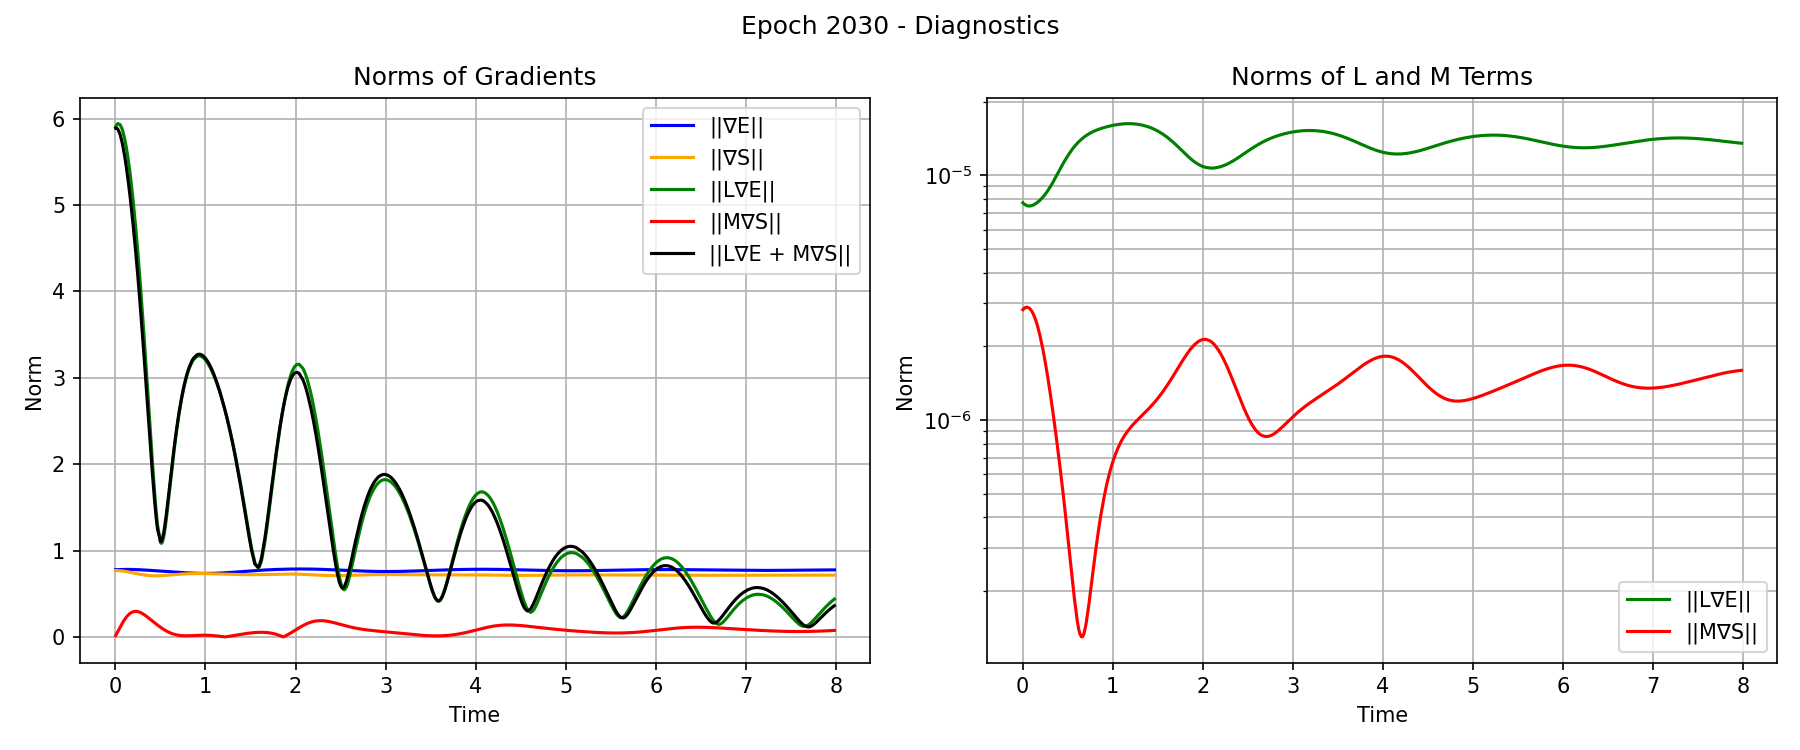 Epoch 2030 - Diagnostics
Norms of Gradients
Norm
6
5
4
3
2
1
0
||∇E||
||∇S||
||L∇E||
||M∇S||
||L∇E + M∇S||
0 1 2 3 4 5 6 7 8
Time
Norms of L and M Terms
Norm
10⁻⁵
10⁻⁶
||L∇E||
||M∇S||
0 1 2 3 4 5 6 7 8
Time